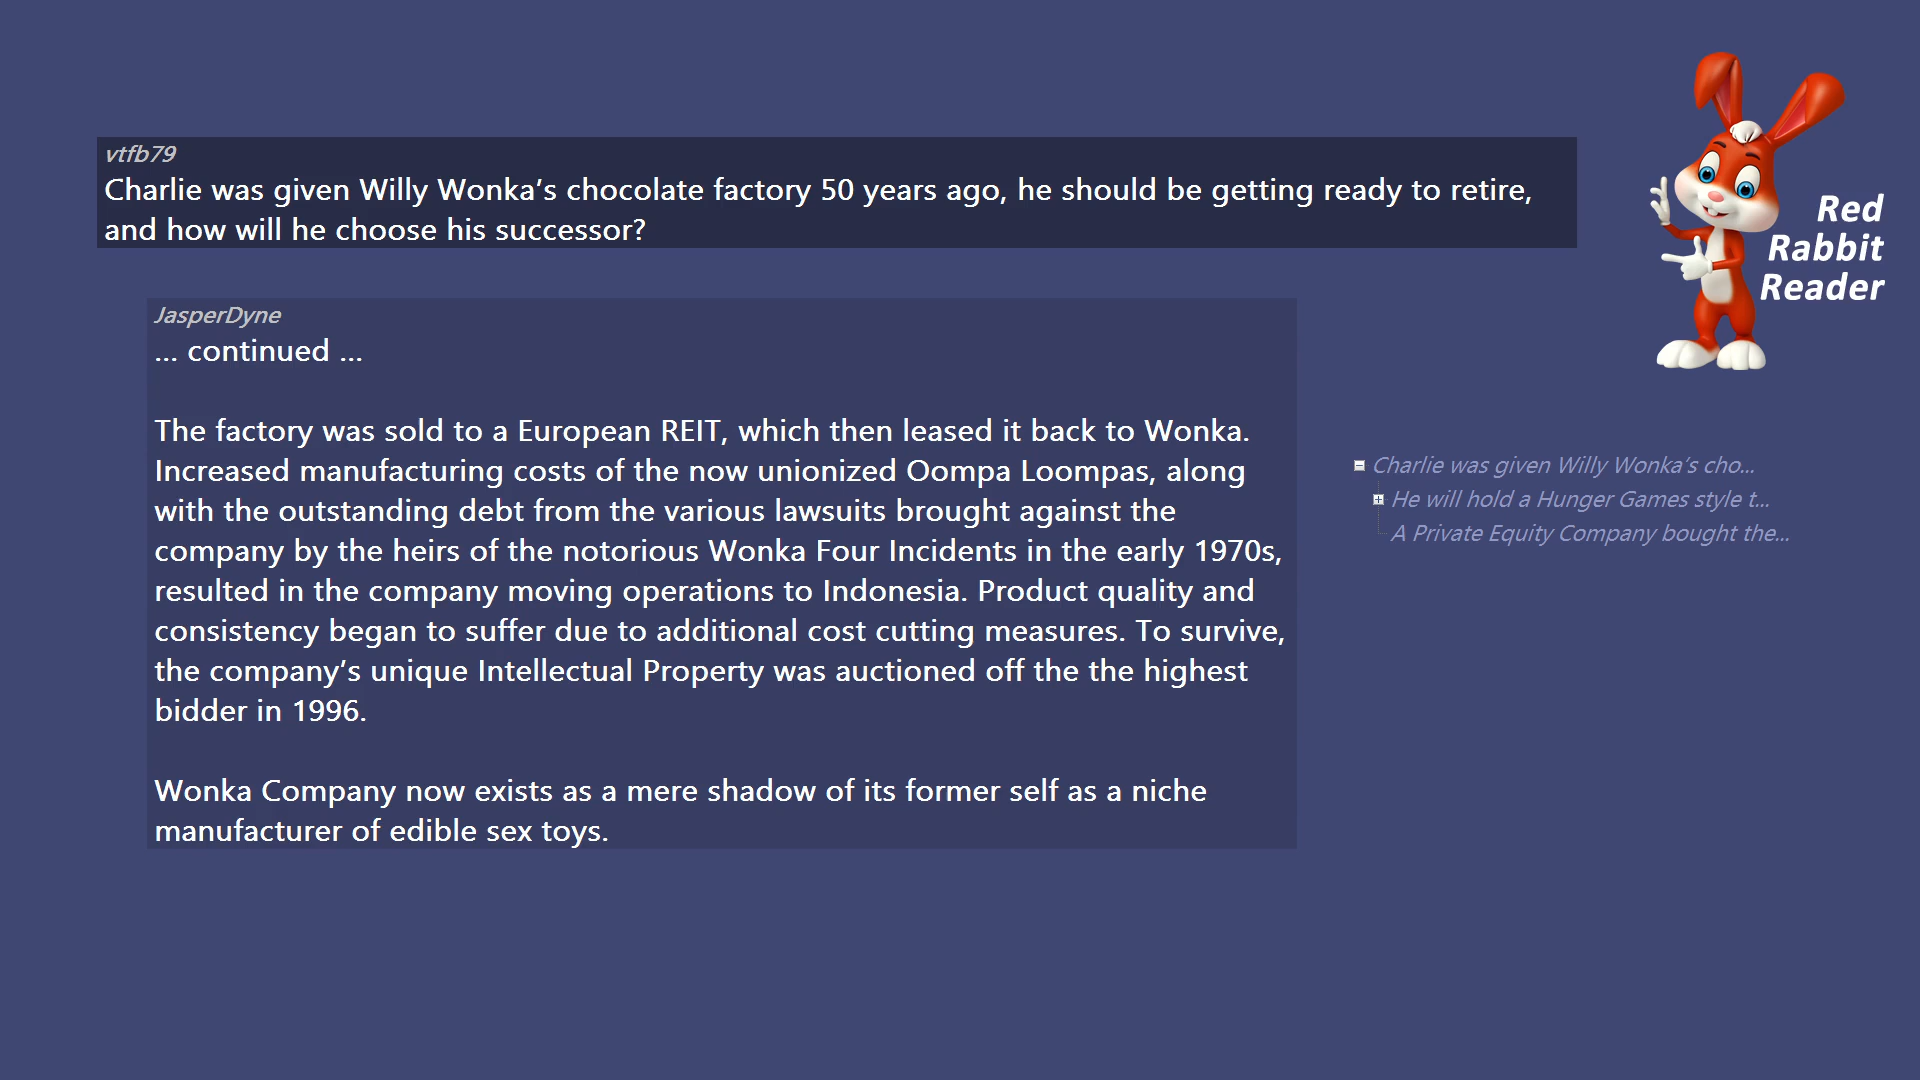 vtfb79
Charlie was given Willy Wonka's chocolate factory 50 years ago, he should be getting ready to retire,
and how will he choose his successor?
Red
Rabbit
Reader
JasperDyne
... continued ...
The factory was sold to a European REIT, which then leased it back to Wonka.
Increased manufacturing costs of the now unionized Oompa Loompas, along
with the outstanding debt from the various lawsuits brought against the
company by the heirs of the notorious Wonka Four Incidents in the early 1970s,
resulted in the company moving operations to Indonesia. Product quality and
consistency began to suffer due to additional cost cutting measures. To survive,
the company's unique Intellectual Property was auctioned off the the highest
bidder in 1996.
Wonka Company now exists as a mere shadow of its former self as a niche
manufacturer of edible sex toys.
Charlie was given Willy Wonka's cho...
He will hold a Hunger Games style t...
A Private Equity Company bought the...